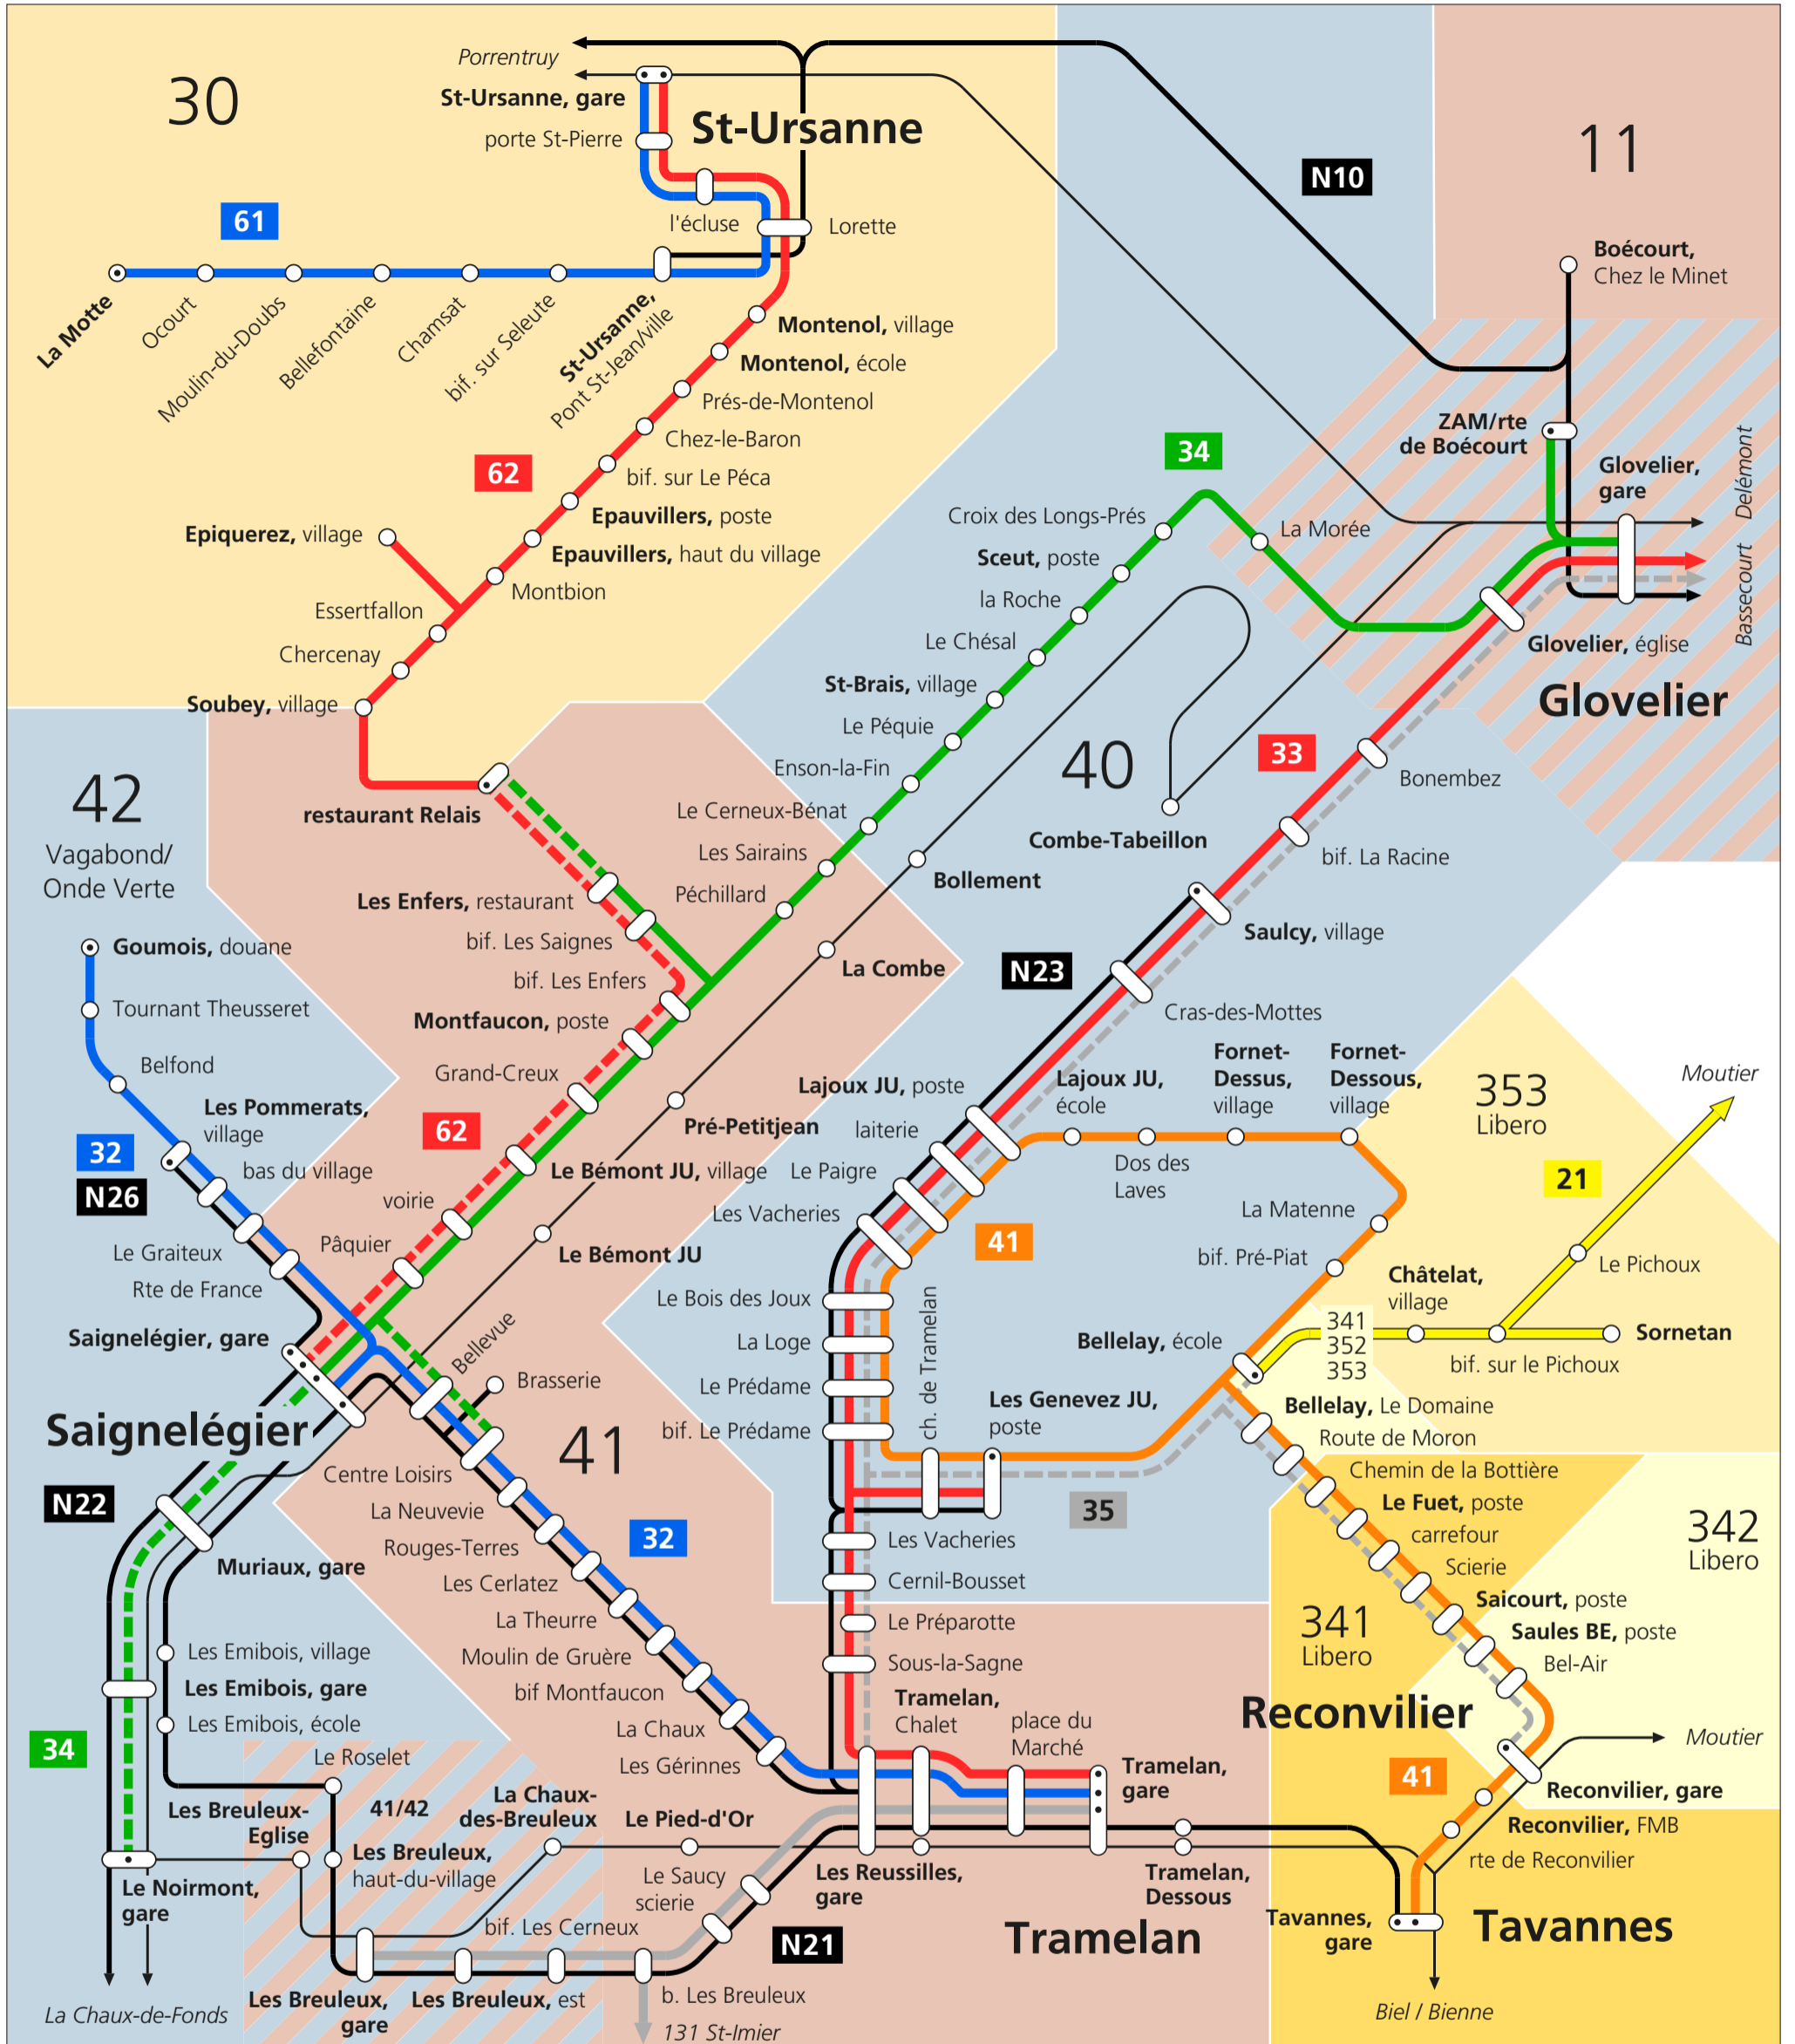 Porrentruy
30
St-Ursanne, gare
St-Ursanne
porte St-Pierre
11
N10
61
l'écluse
Lorette
Boécourt,
Chez le Minet
La Motte
Ocourt
Moulin-du-Doubs
Bellefontaine
Chamsat
bif. sur Seleute
St-Ursanne,
Pont St-Jean/ville
Montenol, village
Montenol, école
Prés-de-Montenol
Chez-le-Baron
62
bif. sur Le Péca
Epauvillers, poste
Epiquerez, village
Epauvillers, haut du village
Montbion
Essertfallon
Chercenay
Soubey, village
restaurant Relais
ZAM/rte
de Boécourt
34
Glovelier,
gare
Delémont
Bassecourt
Croix des Longs-Prés
La Morée
Sceut, poste
la Roche
Le Chésal
Glovelier, église
Glovelier
St-Brais, village
Le Péquie
Enson-la-Fin
40
33
Bonembez
Le Cerneux-Bénat
Combe-Tabeillon
bif. La Racine
Les Sairains
Bollement
Péchillard
Saulcy, village
42
Vagabond/
Onde Verte
Les Enfers, restaurant
bif. Les Saignes
bif. Les Enfers
La Combe
N23
Goumois, douane
Tournant Theusseret
Montfaucon, poste
Cras-des-Mottes
Belfond
Grand-Creux
Les Pommerats,
village
32
N26
bas du village
62
Pré-Petitjean
Le Bémont JU, village
voirie
Pâquier
Le Graiteux
Rte de France
Le Bémont JU
Saignelégier, gare
Lajoux JU, poste
laiterie
Le Paigre
Les Vacheries
Lajoux JU,
école
Fornet-
Dessus,
village
Fornet-
Dessous,
village
353
Libero
Moutier
Dos des
Laves
41
La Matenne
21
bif. Pré-Piat
Le Pichoux
Châtelat,
village
Le Bois des Joux
La Loge
ch. de Tramelan
Bellelay, école
341
352
353
Sornetan
bif. sur le Pichoux
Bellevue
Brasserie
Saignelégier
41
Le Prédame
bif. Le Prédame
Les Genevez JU,
poste
Bellelay, Le Domaine
Route de Moron
Chemin de la Bottière
Centre Loisirs
La Neuvevie
Rouges-Terres
Les Cerlatez
La Theurre
Moulin de Gruère
bif Montfaucon
La Chaux
Les Gérinnes
N22
32
35
Le Fuet, poste
carrefour
Scierie
342
Libero
Muriaux, gare
Les Vacheries
Cernil-Bousset
Le Préparotte
Sous-la-Sagne
Saicourt, poste
Saules BE, poste
Bel-Air
341
Libero
Les Emibois, village
Les Emibois, gare
Les Emibois, école
34
Tramelan,
Chalet
place du
Marché
Tramelan,
gare
Reconvilier
Moutier
41
Reconvilier, gare
Reconvilier, FMB
rte de Reconvilier
Le Roselet
Les Breuleux-
Eglise
41/42
La Chaux-
des-Breuleux
Le Pied-d'Or
Les Breuleux,
haut-du-village
Le Noirmont,
gare
Le Saucy
scierie
Les Reussilles,
gare
Tramelan,
Dessous
bif. Les Cerneux
N21
Tramelan
Tavannes,
gare
Tavannes
La Chaux-de-Fonds
Les Breuleux,
gare
Les Breuleux, est
b. Les Breuleux
131 St-Imier
Biel / Bienne